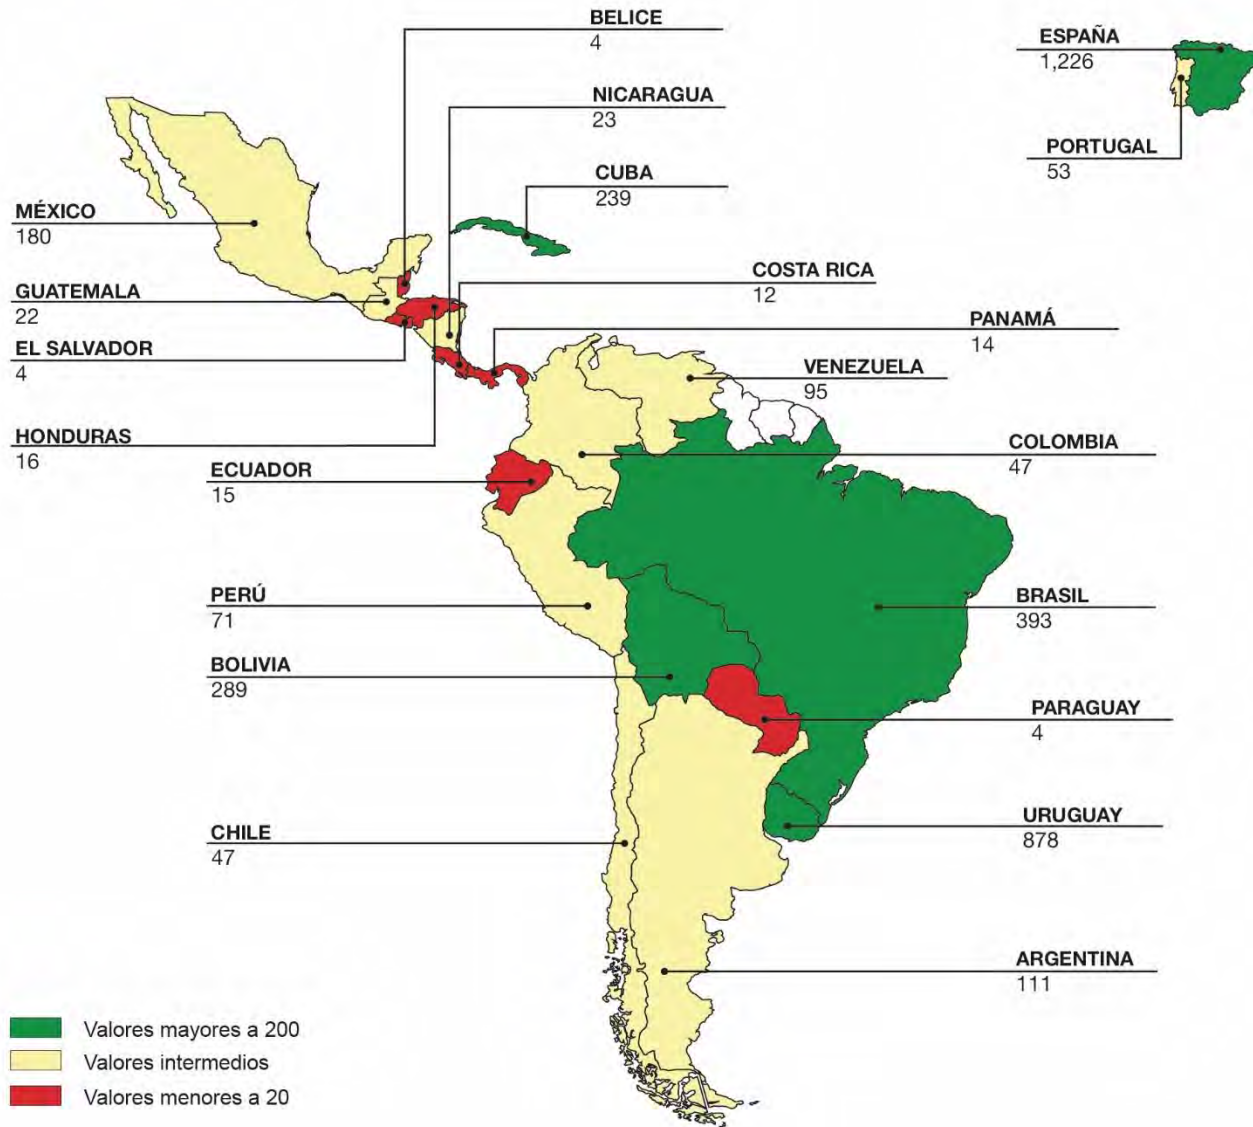 BELICE
4
ESPAÑA
1,226
NICARAGUA
23
PORTUGAL
53
CUBA
239
MÉXICO
180
COSTA RICA
12
GUATEMALA
22
PANAMÁ
14
EL SALVADOR
4
VENEZUELA
95
HONDURAS
16
COLOMBIA
47
ECUADOR
15
PERÚ
71
BRASIL
393
BOLIVIA
289
PARAGUAY
4
CHILE
47
URUGUAY
878
ARGENTINA
111
Valores mayores a 200
Valores intermedios
Valores menores a 20